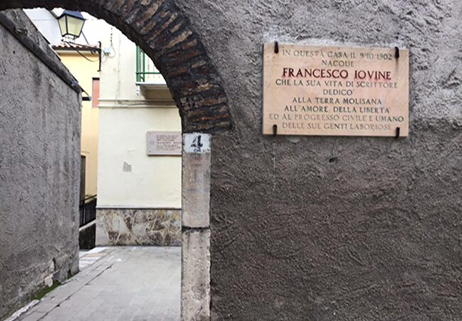 IN QUESTA CASA IL 9.10.1902
NACQUE
FRANCESCO JOVINE
CHE LA SUA VITA DI SCRITTORE
DEDICÒ
ALLA TERRA MOLISANA
ALL'AMORE DELLA LIBERTÀ
ED AL PROGRESSO CIVILE E UMANO
DELLE SUE GENTI LABORIOSE
4